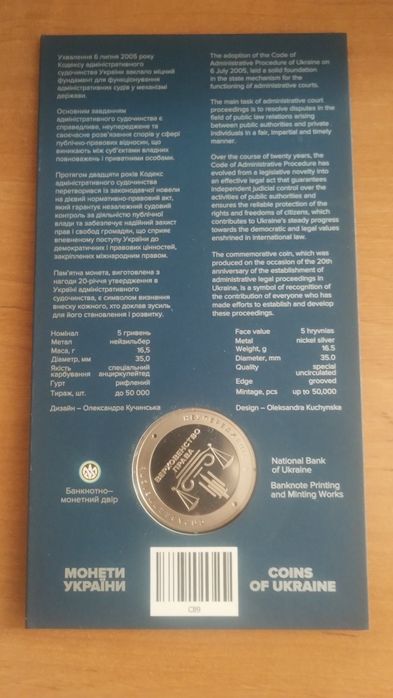 Ухвалення 6 липня 2005 року
Кодексу адміністративного
судочинства України заклало міцний
фундамент для функціонування
адміністративних судів у механізмі
держави.
Основним завданням
адміністративного судочинства є
справедливе, неупереджене та
своєчасне розв'язання спорів у сфері
публічно-правових відносин, що
виникають між суб'єктами владних
повноважень і приватними особами.
Протягом двадцяти років Кодекс
адміністративного судочинства
перетворився із законодавчої новели
на дієвий нормативно-правовий акт,
який гарантує незалежний судовий
контроль за діяльністю публічної
влади та забезпечує надійний захист
прав і свобод громадян, що сприяє
впевненому поступу України до
демократичних і правових цінностей,
закріплених міжнародним правом.
Пам'ятна монета, виготовлена з
нагоди 20-річчя утвердження в
Україні адміністративного
судочинства, є символом визнання
внеску кожного, хто доклав зусиль
для його становлення і розвитку.
Номінал 5 гривень
Метал нейзильбер
Маса, г 16,5
Діаметр, мм 35,0
Якість спеціальний
карбування анциркулейтед
Гурт рифлений
Тираж, шт. до 50 000
Дизайн – Олександра Кучинська
The adoption of the Code of
Administrative Procedure of Ukraine on
6 July 2005, laid a solid foundation
in the state mechanism for the
functioning of administrative courts.
The main task of administrative court
proceedings is to resolve disputes in the
field of public law relations arising
between public authorities and private
individuals in a fair, impartial and timely
manner.
Over the course of twenty years, the
Code of Administrative Procedure has
evolved from a legislative novelty into
an effective legal act that guarantees
independent judicial control over the
activities of public authorities and
ensures the reliable protection of the
rights and freedoms of citizens, which
contributes to Ukraine's steady progress
towards the democratic and legal values
enshrined in international law.
The commemorative coin, which was
produced on the occasion of the 20th
anniversary of the establishment of
administrative legal proceedings in
Ukraine, is a symbol of recognition of
the contribution of everyone who has
made efforts to establish and develop
these proceedings.
Face value 5 hryvnias
Metal nickel silver
Weight, g 16.5
Diameter, mm 35.0
Quality special
uncirculated
Edge grooved
Mintage, pcs up to 50,000
Design – Oleksandra Kuchynska
ВЕРХОВЕНСТВО
ПРАВА
Банкнотно-
монетний двір
National Bank
of Ukraine
Banknote Printing
and Minting Works
МОНЕТИ
УКРАЇНИ
C119
COINS
OF UKRAINE